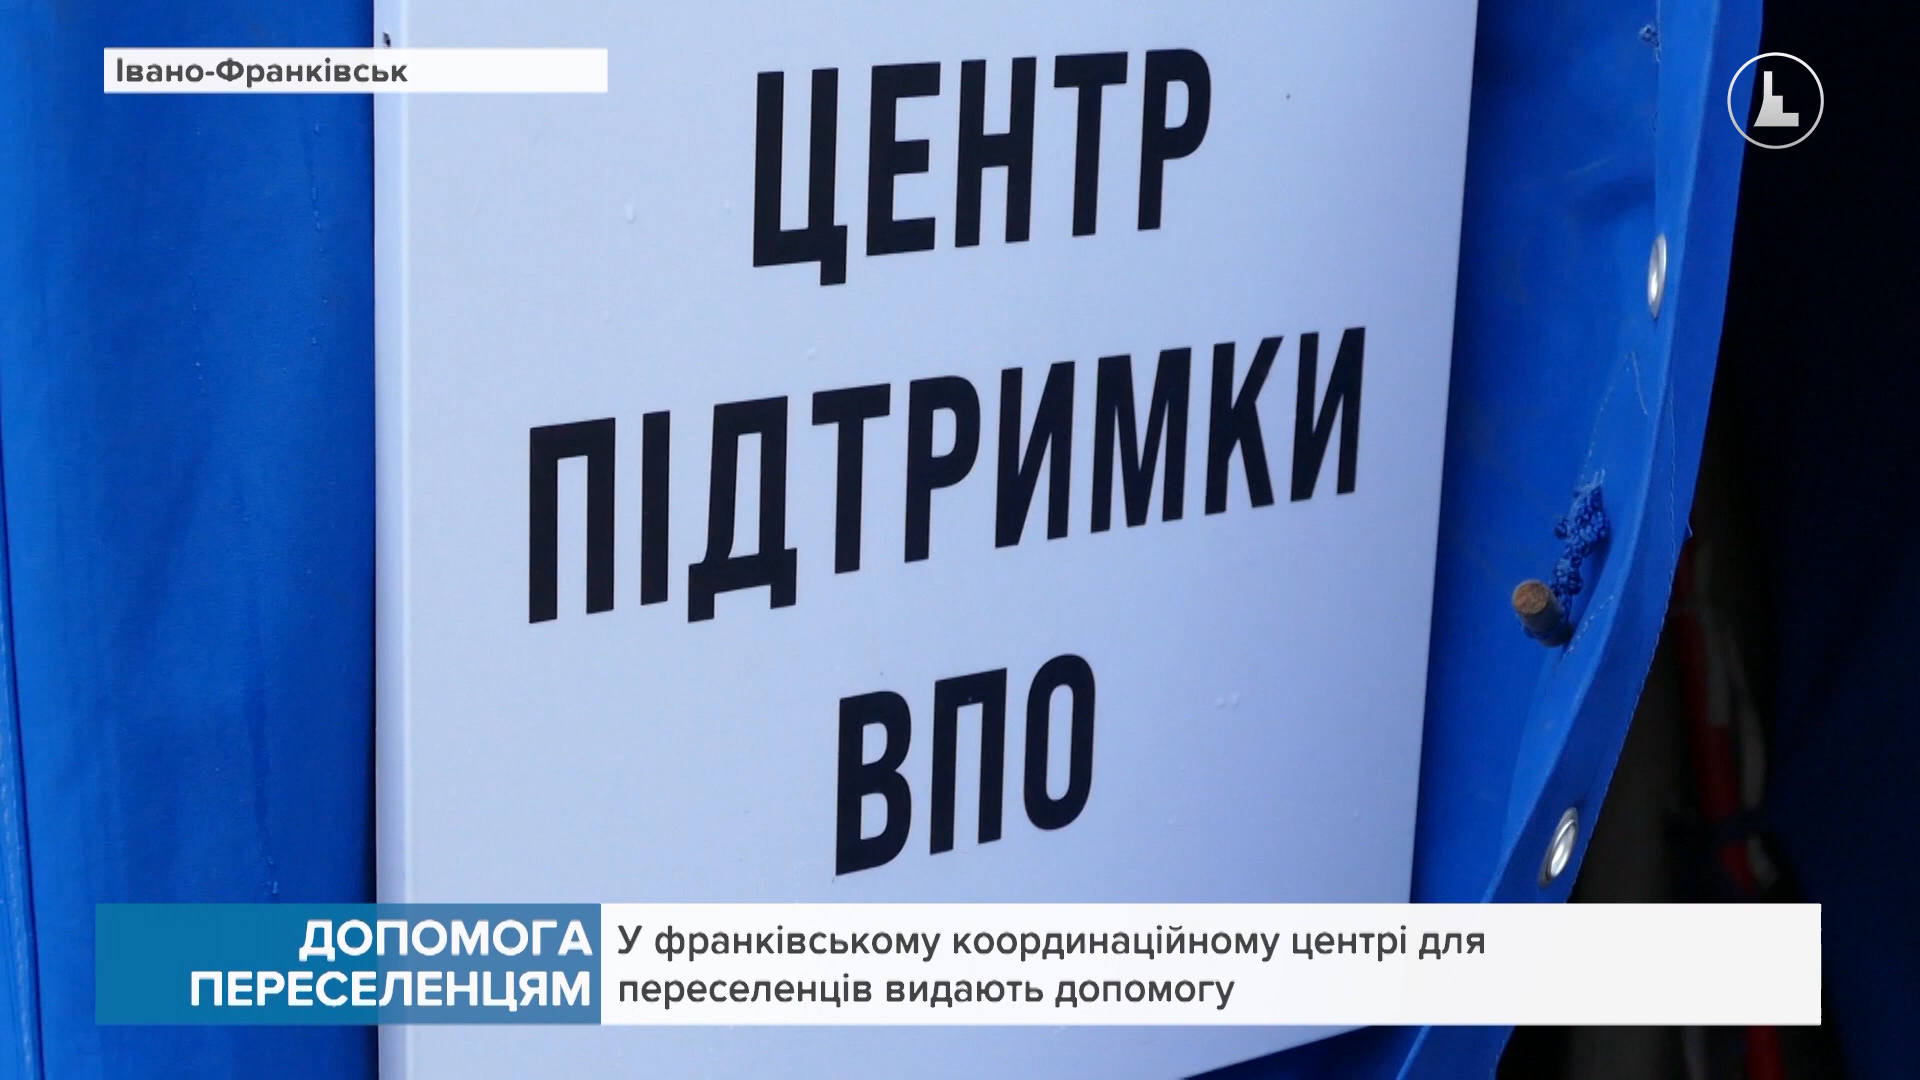 Івано-Франківськ
ЦЕНТР
ПІДТРИМКИ
ВПО
ДОПОМОГА
ПЕРЕСЕЛЕНЦЯМ
У франківському координаційному центрі для
переселенців видають допомогу